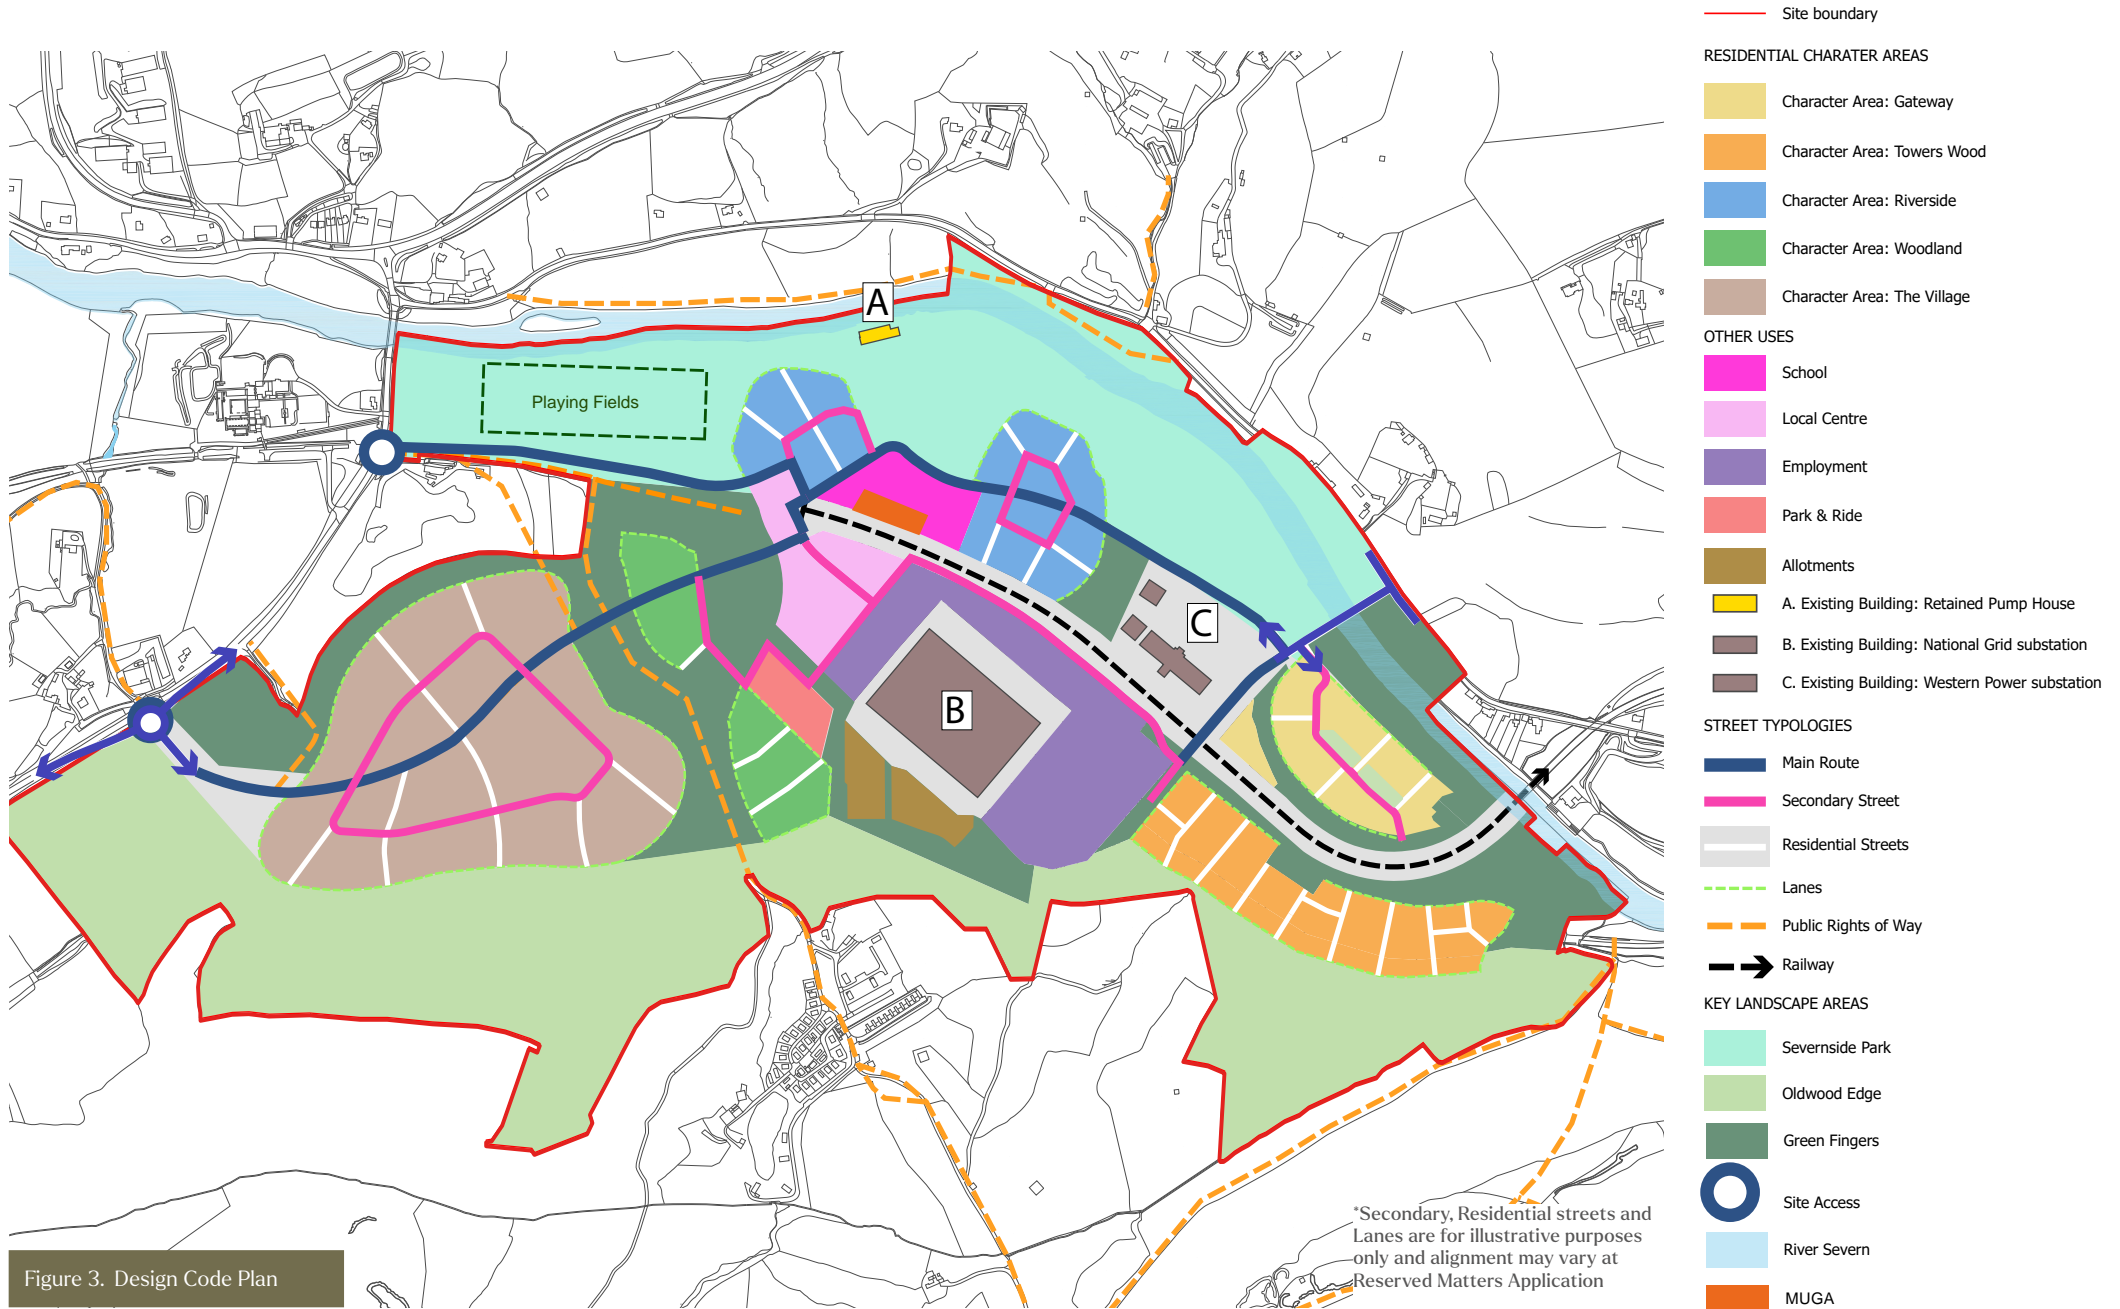 Site boundary
RESIDENTIAL CHARATER AREAS
Character Area: Gateway
Character Area: Towers Wood
Character Area: Riverside
Character Area: Woodland
Character Area: The Village
OTHER USES
School
Local Centre
Employment
Park & Ride
Allotments
A. Existing Building: Retained Pump House
B. Existing Building: National Grid substation
C. Existing Building: Western Power substation
STREET TYPOLOGIES
Main Route
Secondary Street
Residential Streets
Lanes
Public Rights of Way
Railway
KEY LANDSCAPE AREAS
Severnside Park
Oldwood Edge
Green Fingers
Site Access
River Severn
MUGA
A
Playing Fields
C
B
*Secondary, Residential streets and
Lanes are for illustrative purposes
only and alignment may vary at
Reserved Matters Application
Figure 3. Design Code Plan